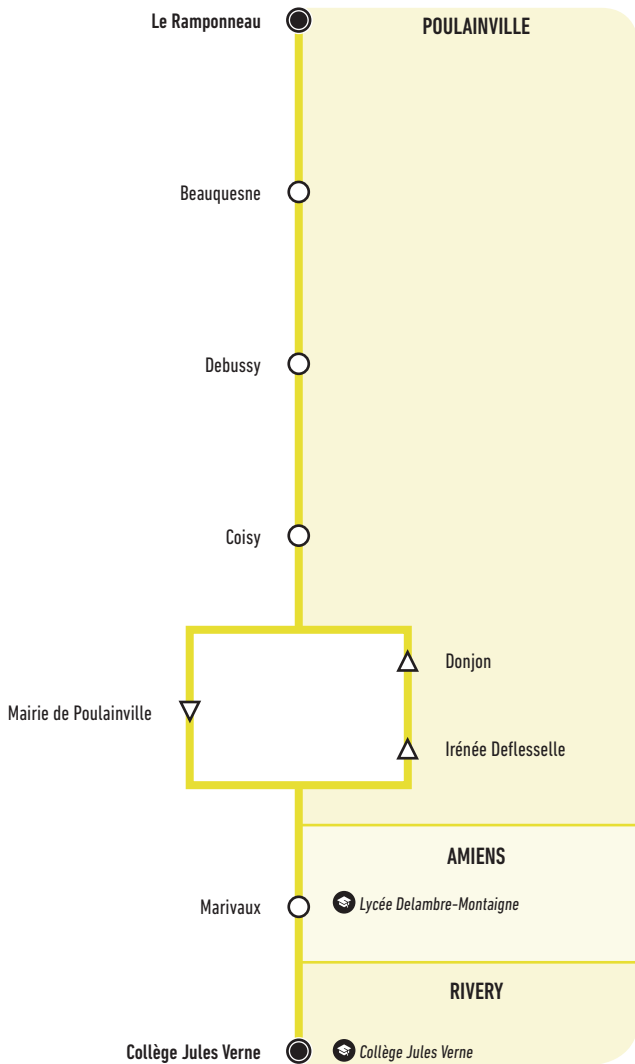 Le Ramponneau
POULAINVILLE
Beauquesne
Debussy
Coisy
Donjon
Mairie de Poulainville
Irénée Deflesselle
AMIENS
Marivaux
Lycée Delambre-Montaigne
RIVERY
Collège Jules Verne
Collège Jules Verne